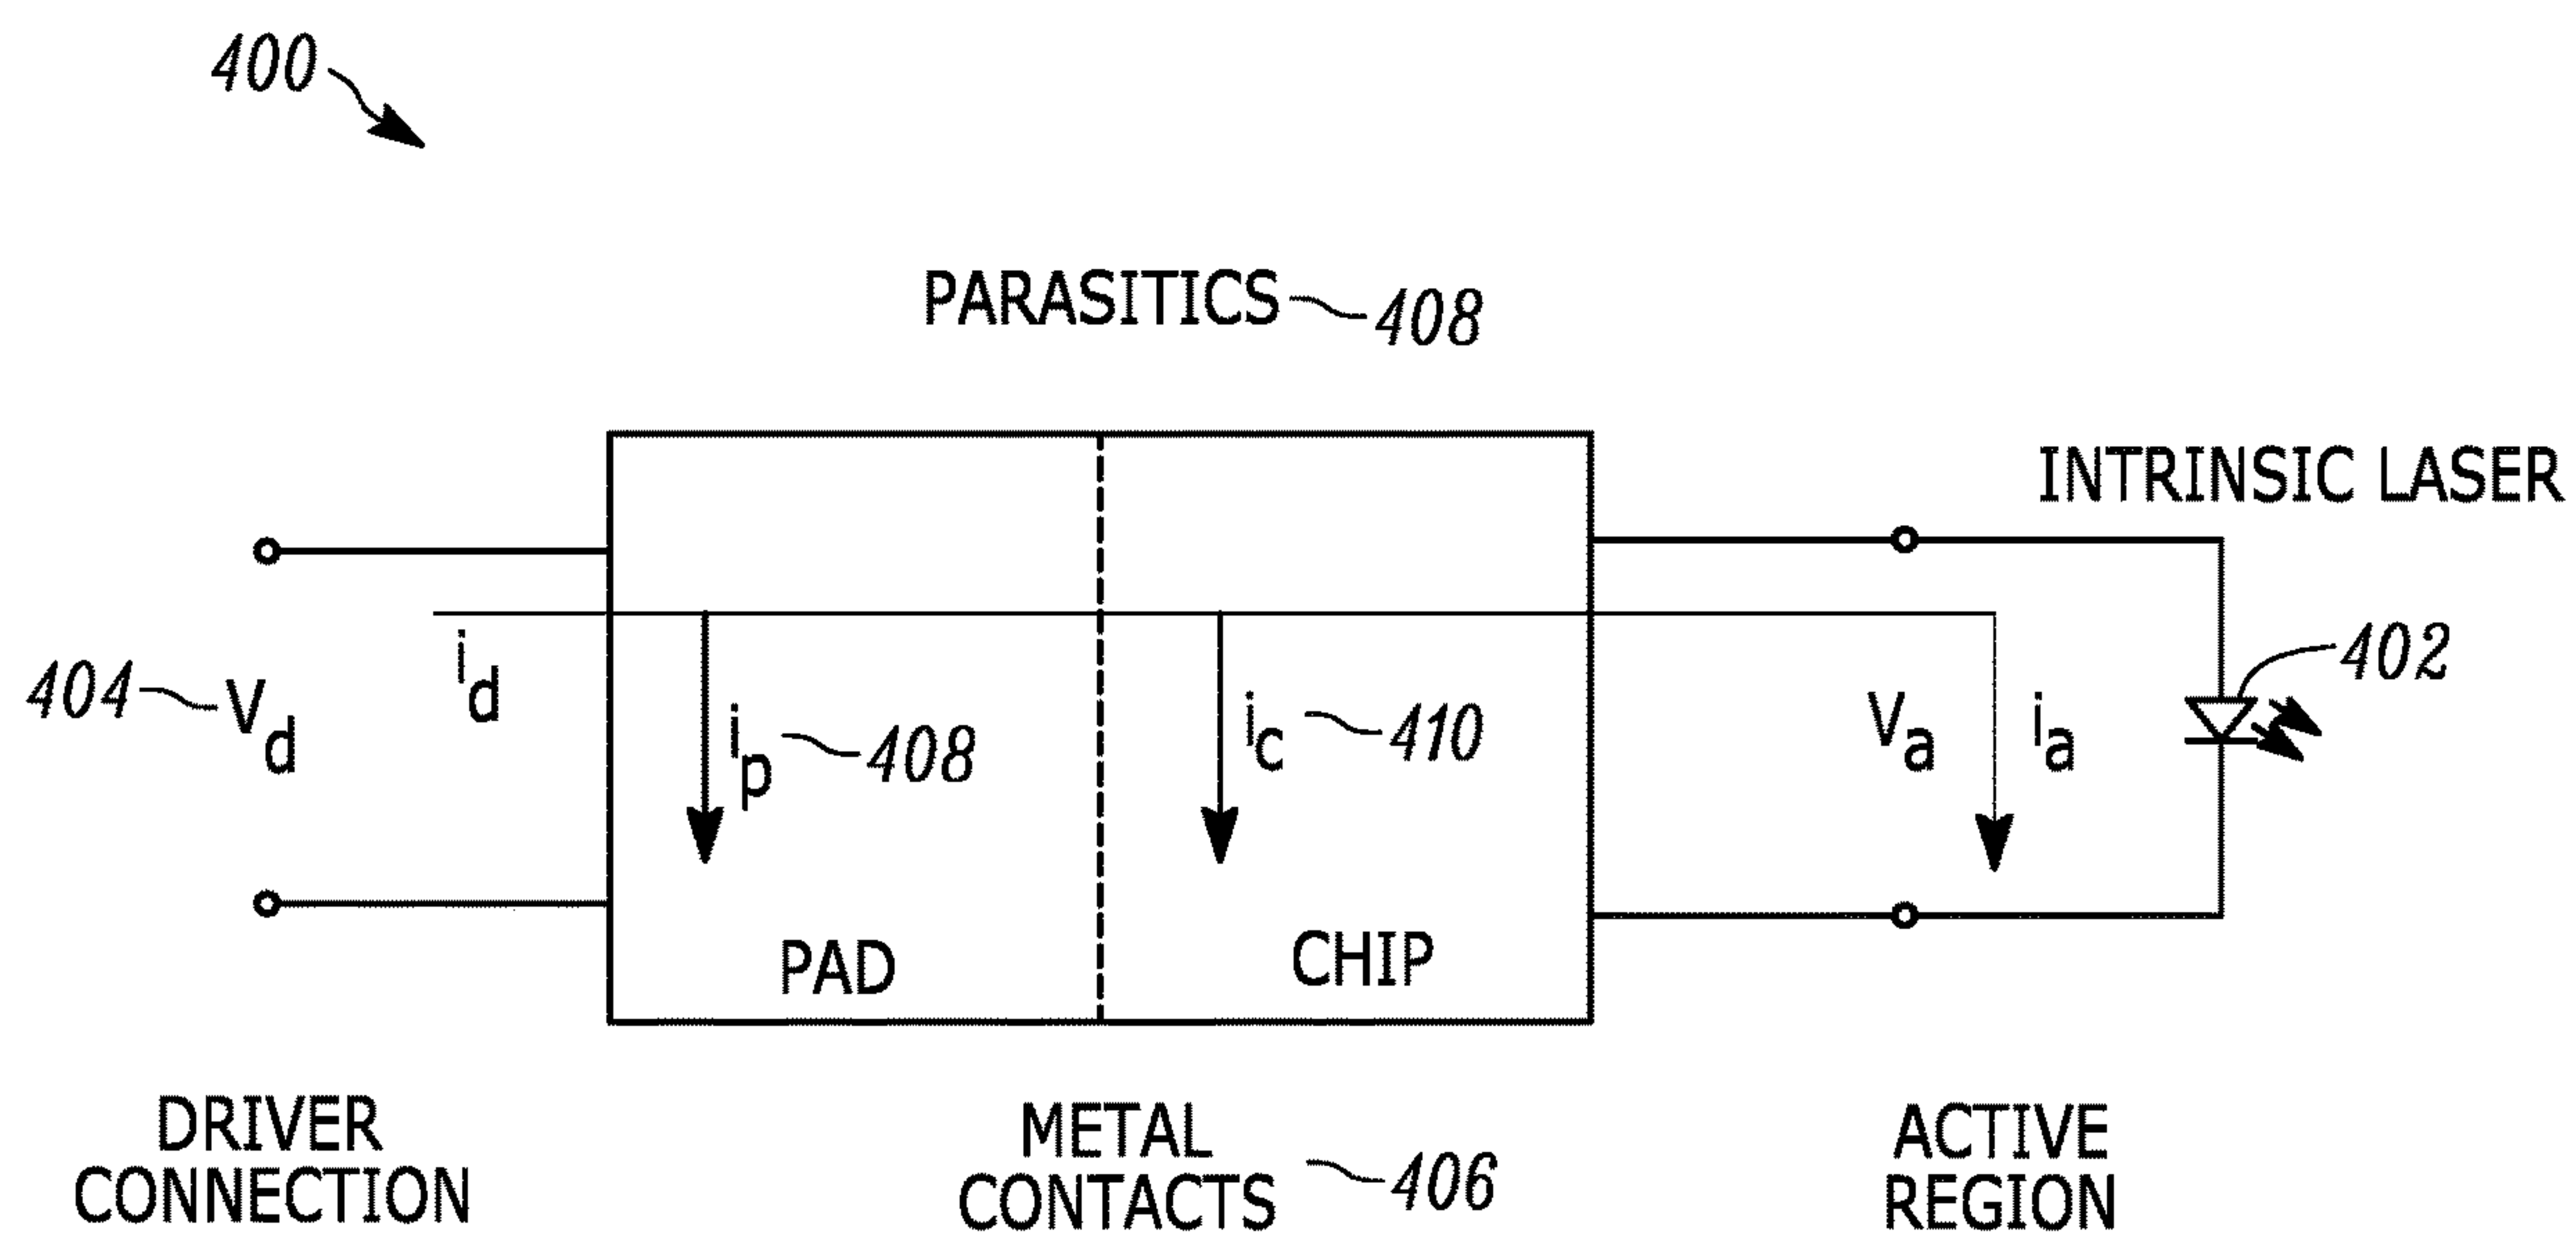 400
PARASITICS 408
INTRINSIC LASER
404 Vd
id
ip 408
ic 410
Va
ia
402
PAD
CHIP
DRIVER
CONNECTION
METAL
CONTACTS 406
ACTIVE
REGION